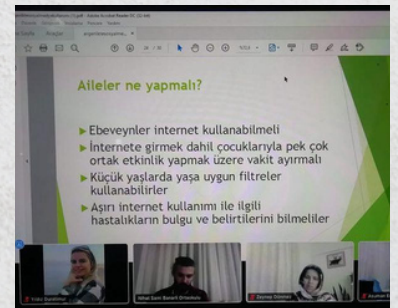 Aileler ne yapmalı?
Ebeveynler internet kullanabilmeli
İnternete girmek dahil çocuklarıyla pek çok
ortak etkinlik yapmak üzere vakit ayırmalı
Küçük yaşlarda yaşa uygun filtreler
kullanabilirler
Aşırı internet kullanımı ile ilgili
hastalıkların bulgu ve belirtilerini bilmeliler